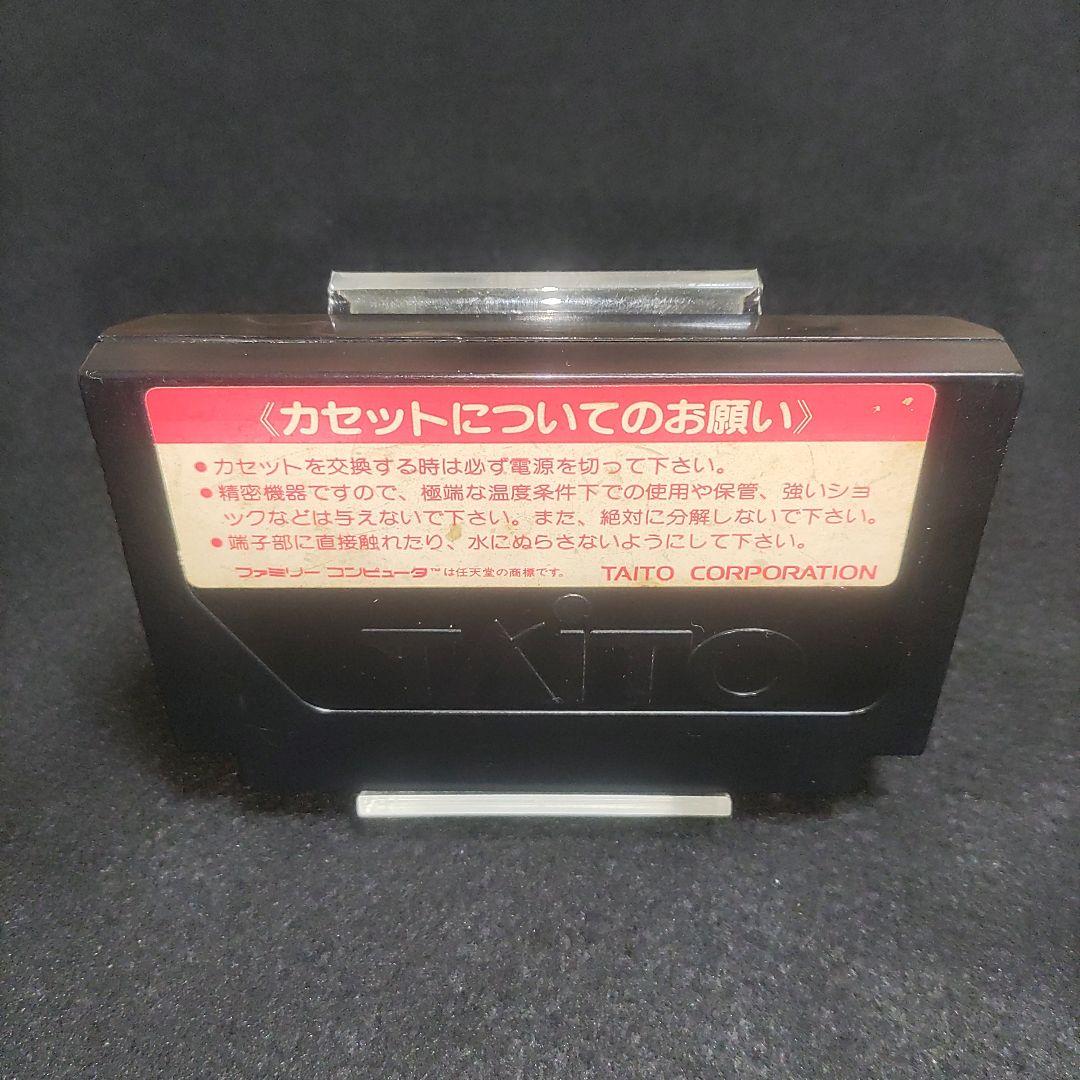 《カセットについてのお願い》
●カセットを交換する時は必ず電源を切って下さい。
●精密機器ですので、極端な温度条件下での使用や保管、強いショ
ックなどは与えないで下さい。また、絶対に分解しないで下さい。
●端子部に直接触れたり、水にぬらさないようにして下さい。
ファミリー コンピュータ™は任天堂の商標です。 TAITO CORPORATION
TAITO